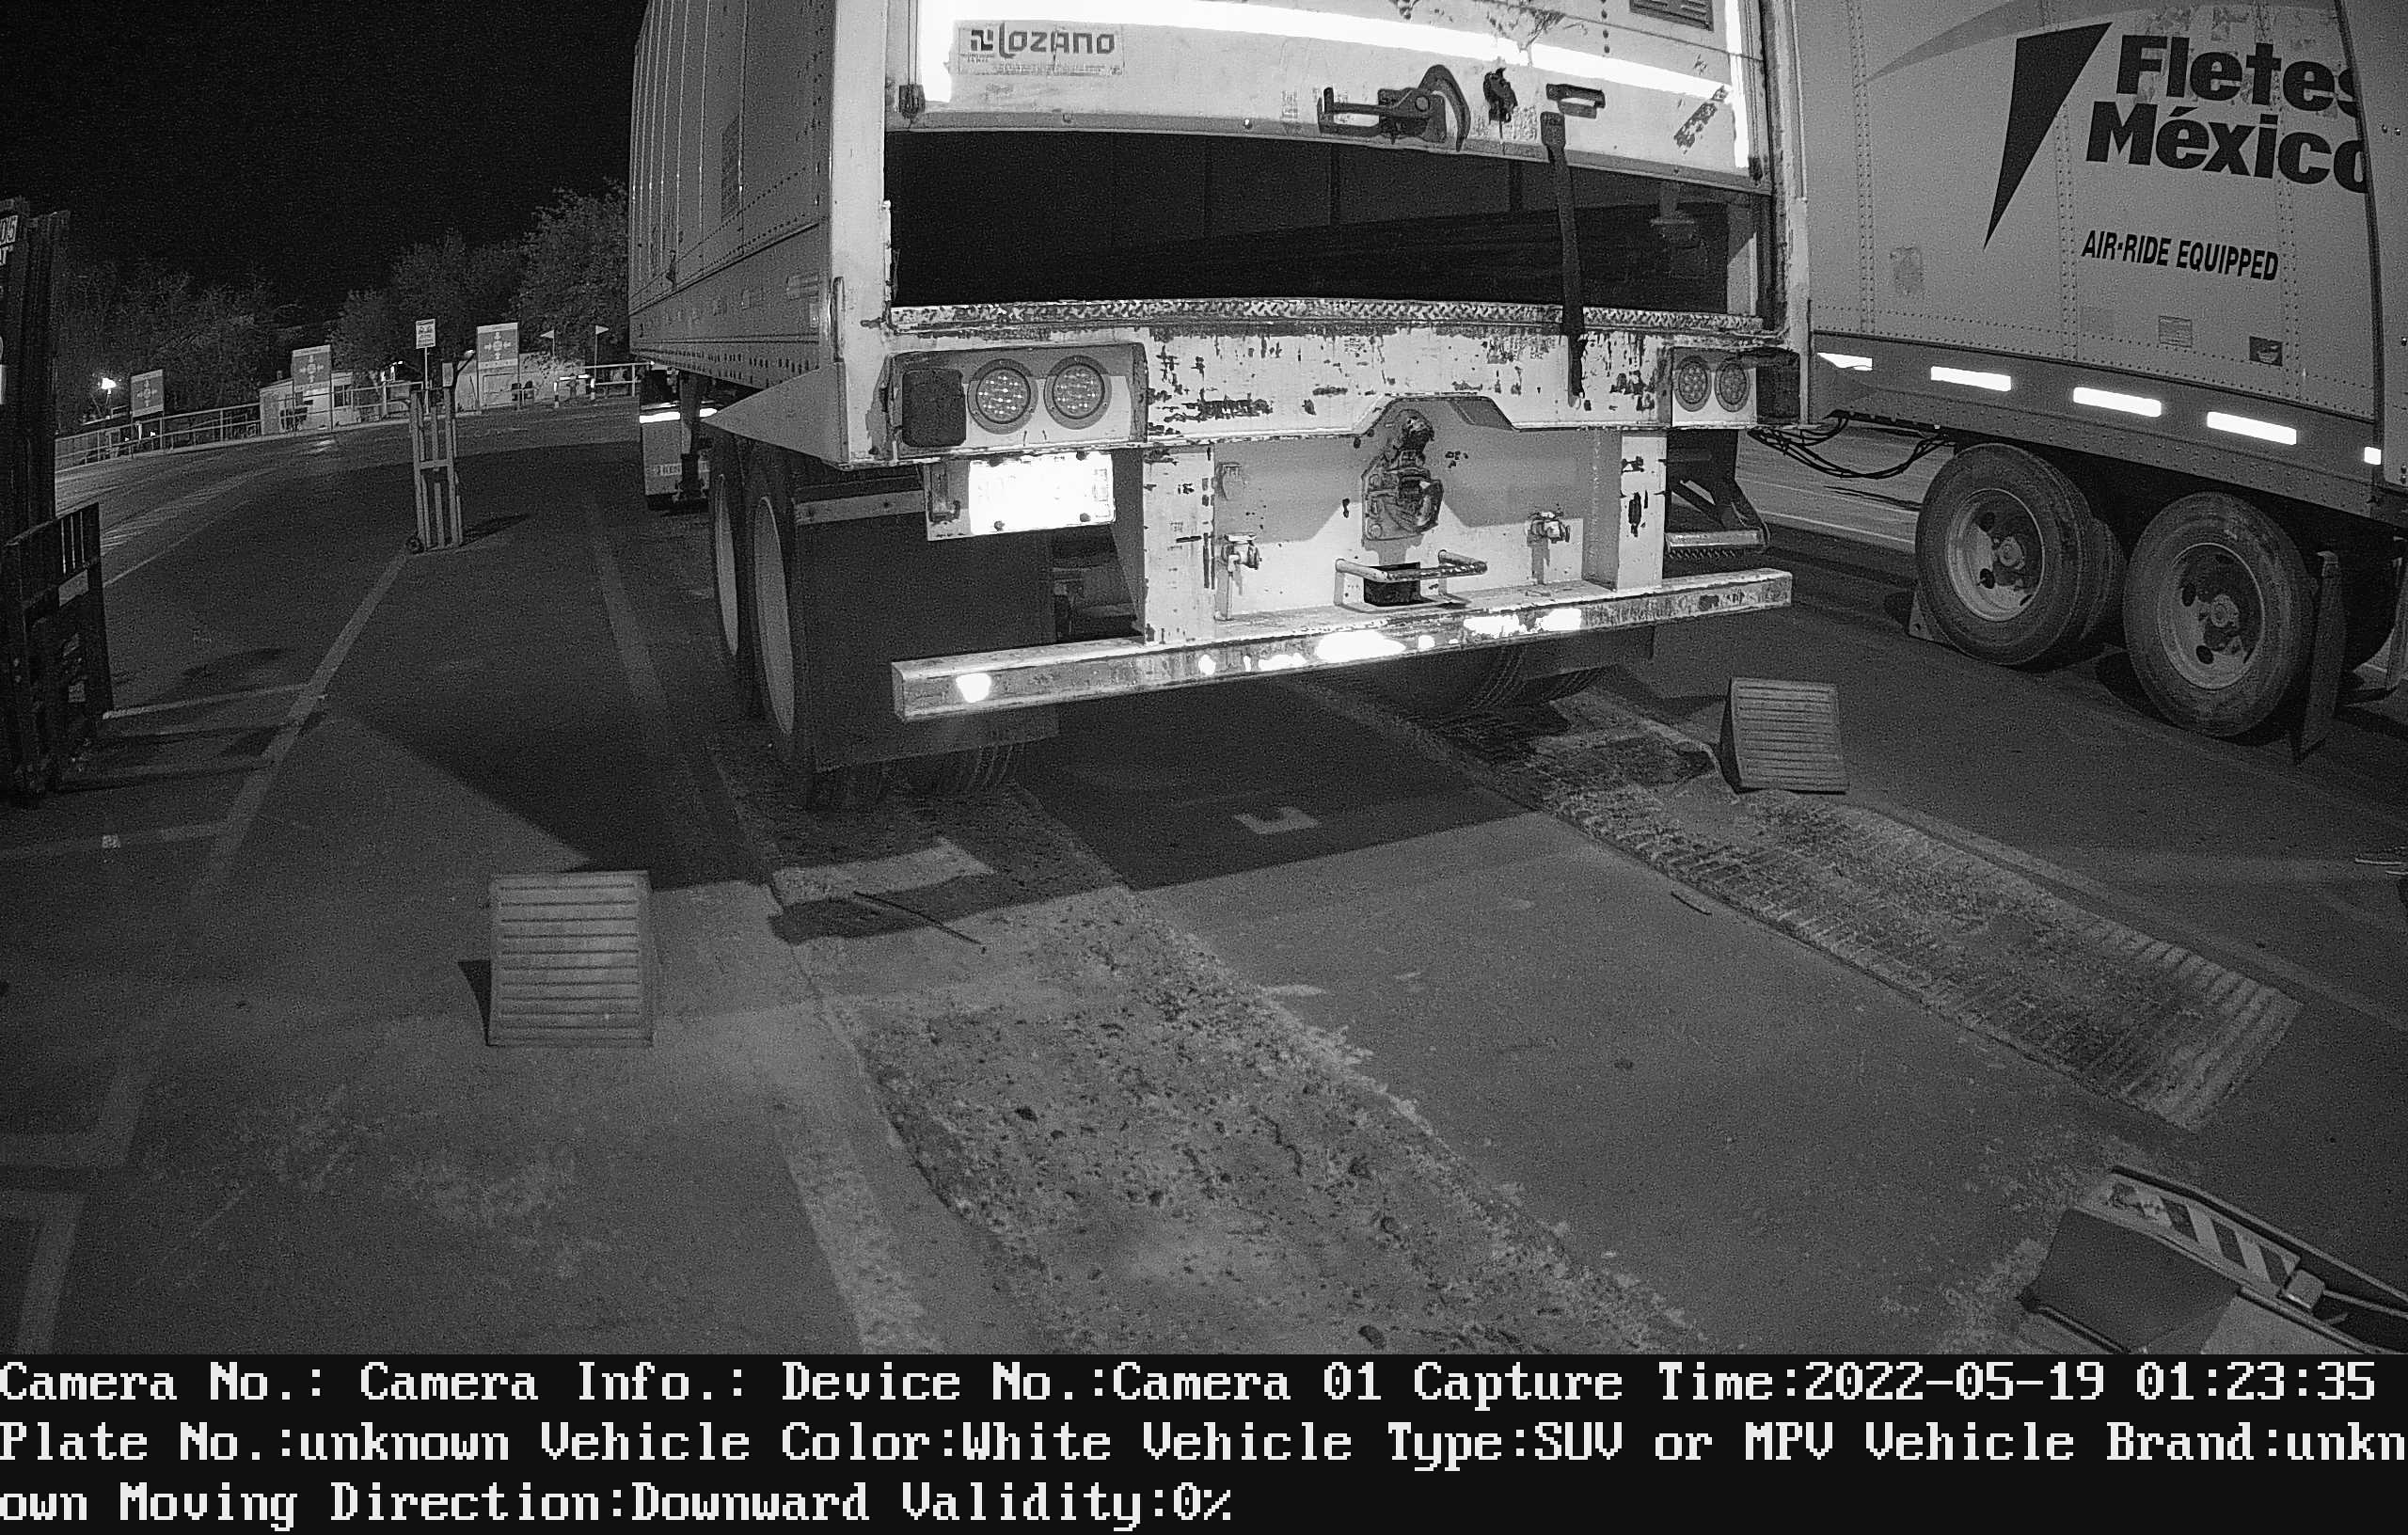 Lozano
Fletes
México
AIR-RIDE EQUIPPED
Camera No.: Camera Info.: Device No.:Camera 01 Capture Time:2022-05-19 01:23:35
Plate No.:unknown Vehicle Color:White Vehicle Type:SUV or MPV Vehicle Brand:unkn
own Moving Direction:Downward Validity:0%